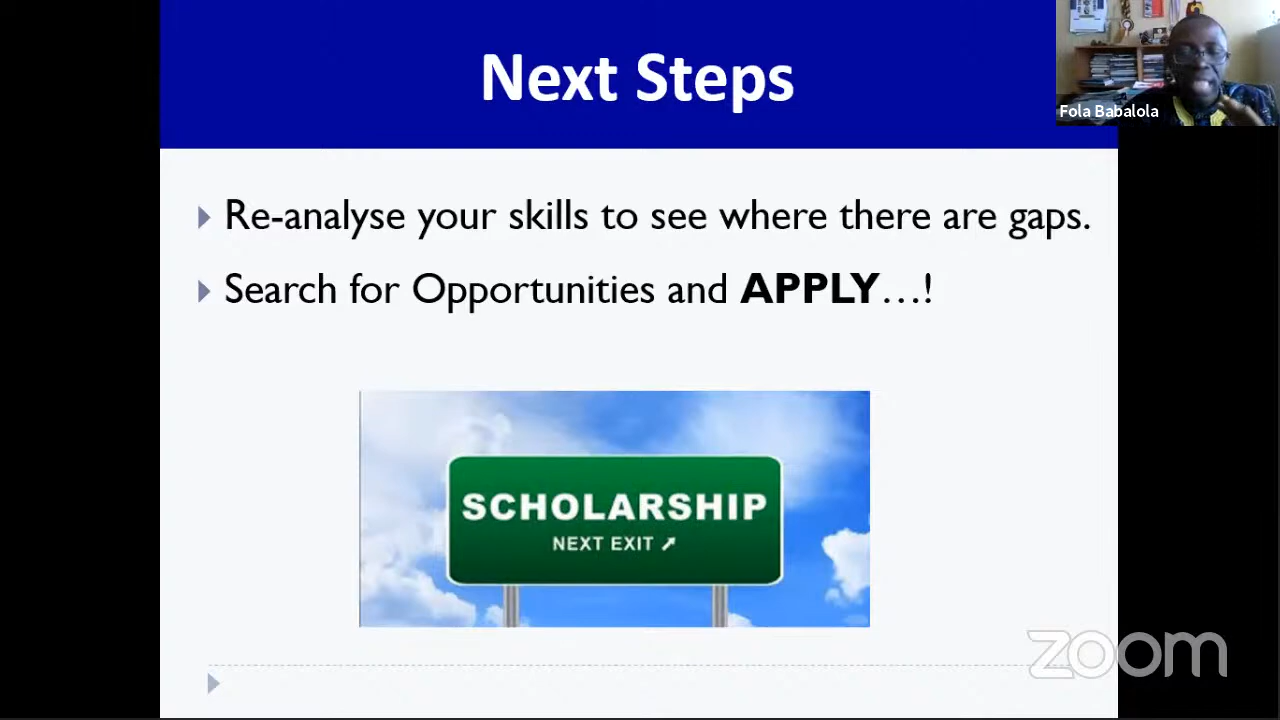 Next Steps
Fola Babalola
Re-analyse your skills to see where there are gaps.
Search for Opportunities and APPLY…!
SCHOLARSHIP
NEXT EXIT ↗
zoom